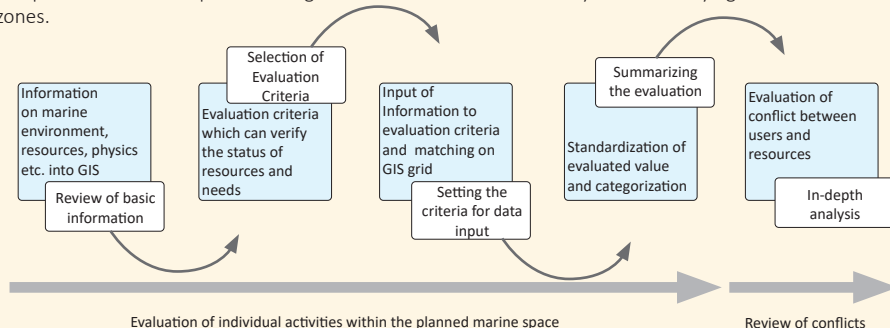 zones.
Information
on marine
environment,
resources, physics
etc. into GIS
Review of basic
information
Selection of
Evaluation
Criteria
Evaluation criteria
which can verify
the status of
resources and
needs
Input of
Information to
evaluation criteria
and matching on
GIS grid
Setting the
criteria for data
input
Summarizing
the evaluation
Standardization of
evaluated value
and categorization
Evaluation of
conflict between
users and
resources
In-depth
analysis
Evaluation of individual activities within the planned marine space
Review of conflicts